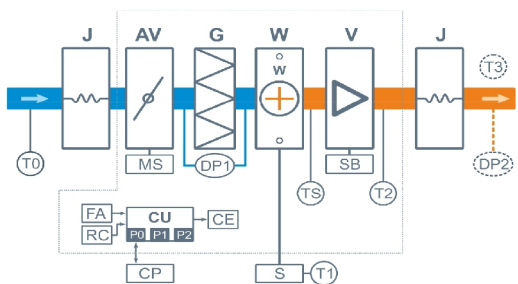 J AV G W V J
W
T3
T0 MS DP1 TS SB T2 DP2
FA CU CE
RC P0 P1 P2
CP S T1